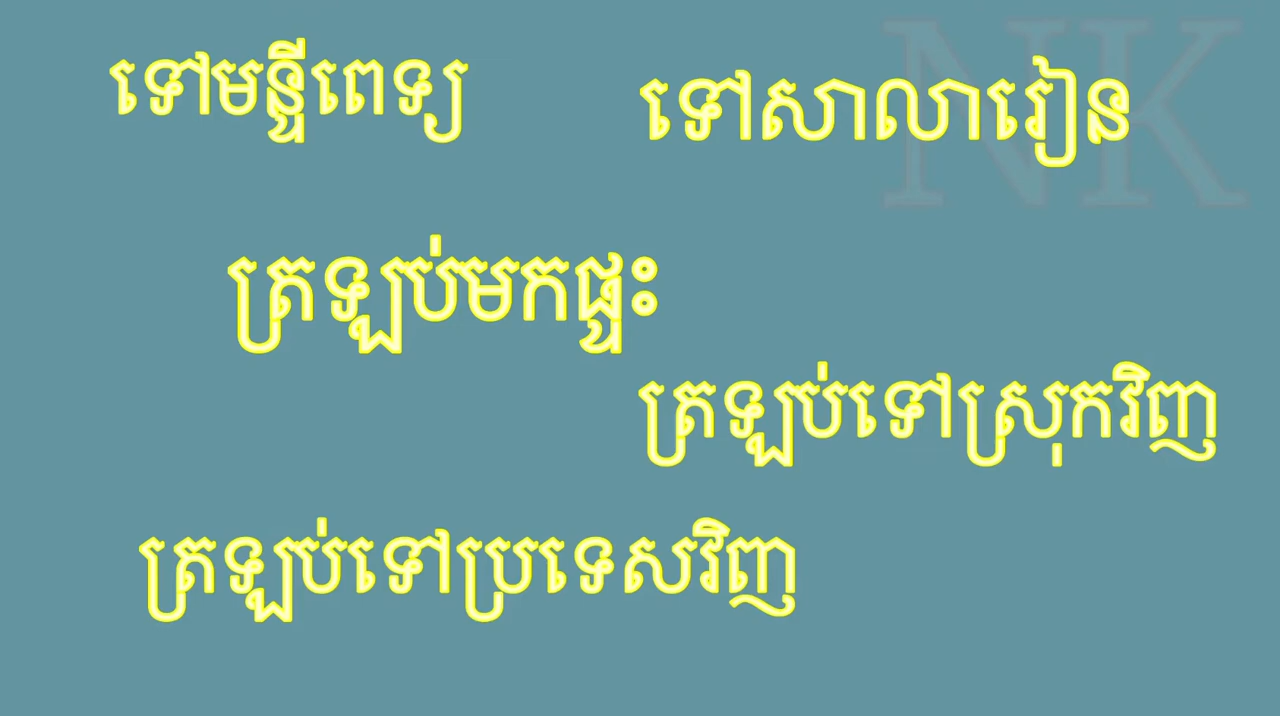 ទៅមន្ទីពេទ្យ
ទៅសាលារៀន
NK
ត្រឡប់មកផ្ទះ
ត្រឡប់ទៅស្រុកវិញ
ត្រឡប់ទៅប្រទេសវិញ